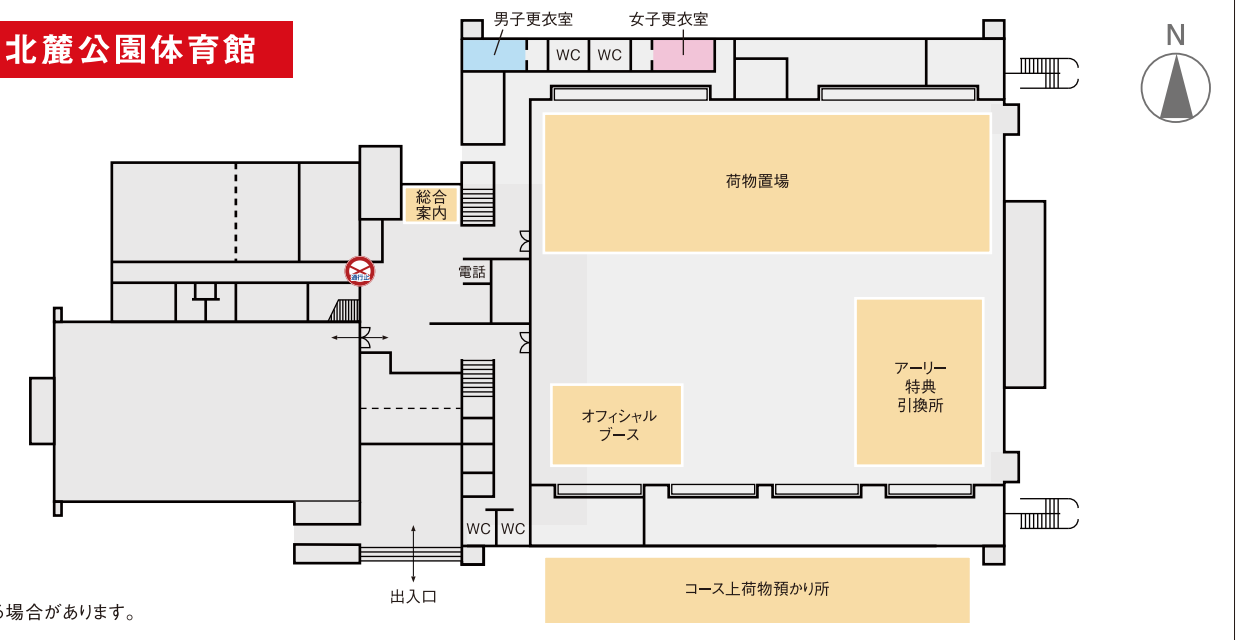 北麓公園体育館
男子更衣室
女子更衣室
WC
WC
N
荷物置場
総合
案内
通行止
電話
アーリー
特典
引換所
オフィシャル
ブース
WC
WC
コース上荷物預かり所
出入口
場合があります。